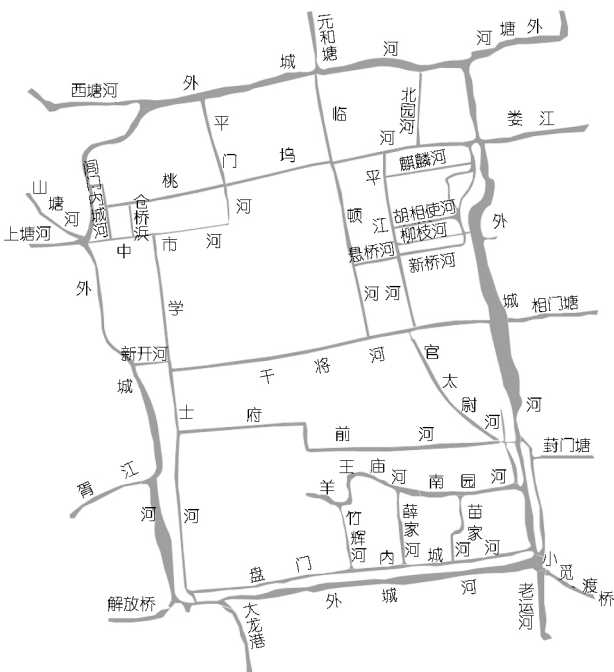 元和塘
外城河
河塘外
西塘河
北园河
娄江
临顿河
平门河
桃坞河
麒麟河
平江河
阊门内城河
仓桥浜
山塘河
上塘河
中市河
胡相使河
柳枝河
悬桥河
新桥河
外城河
相门塘
外城河
学士河
新开河
干将河
官太尉河
府前河
葑门塘
胥江
羊王庙河
南园河
竹辉河
薛家河
苗家河
盘门内城河
小觅渡桥
解放桥
大龙港
外城河
老运河